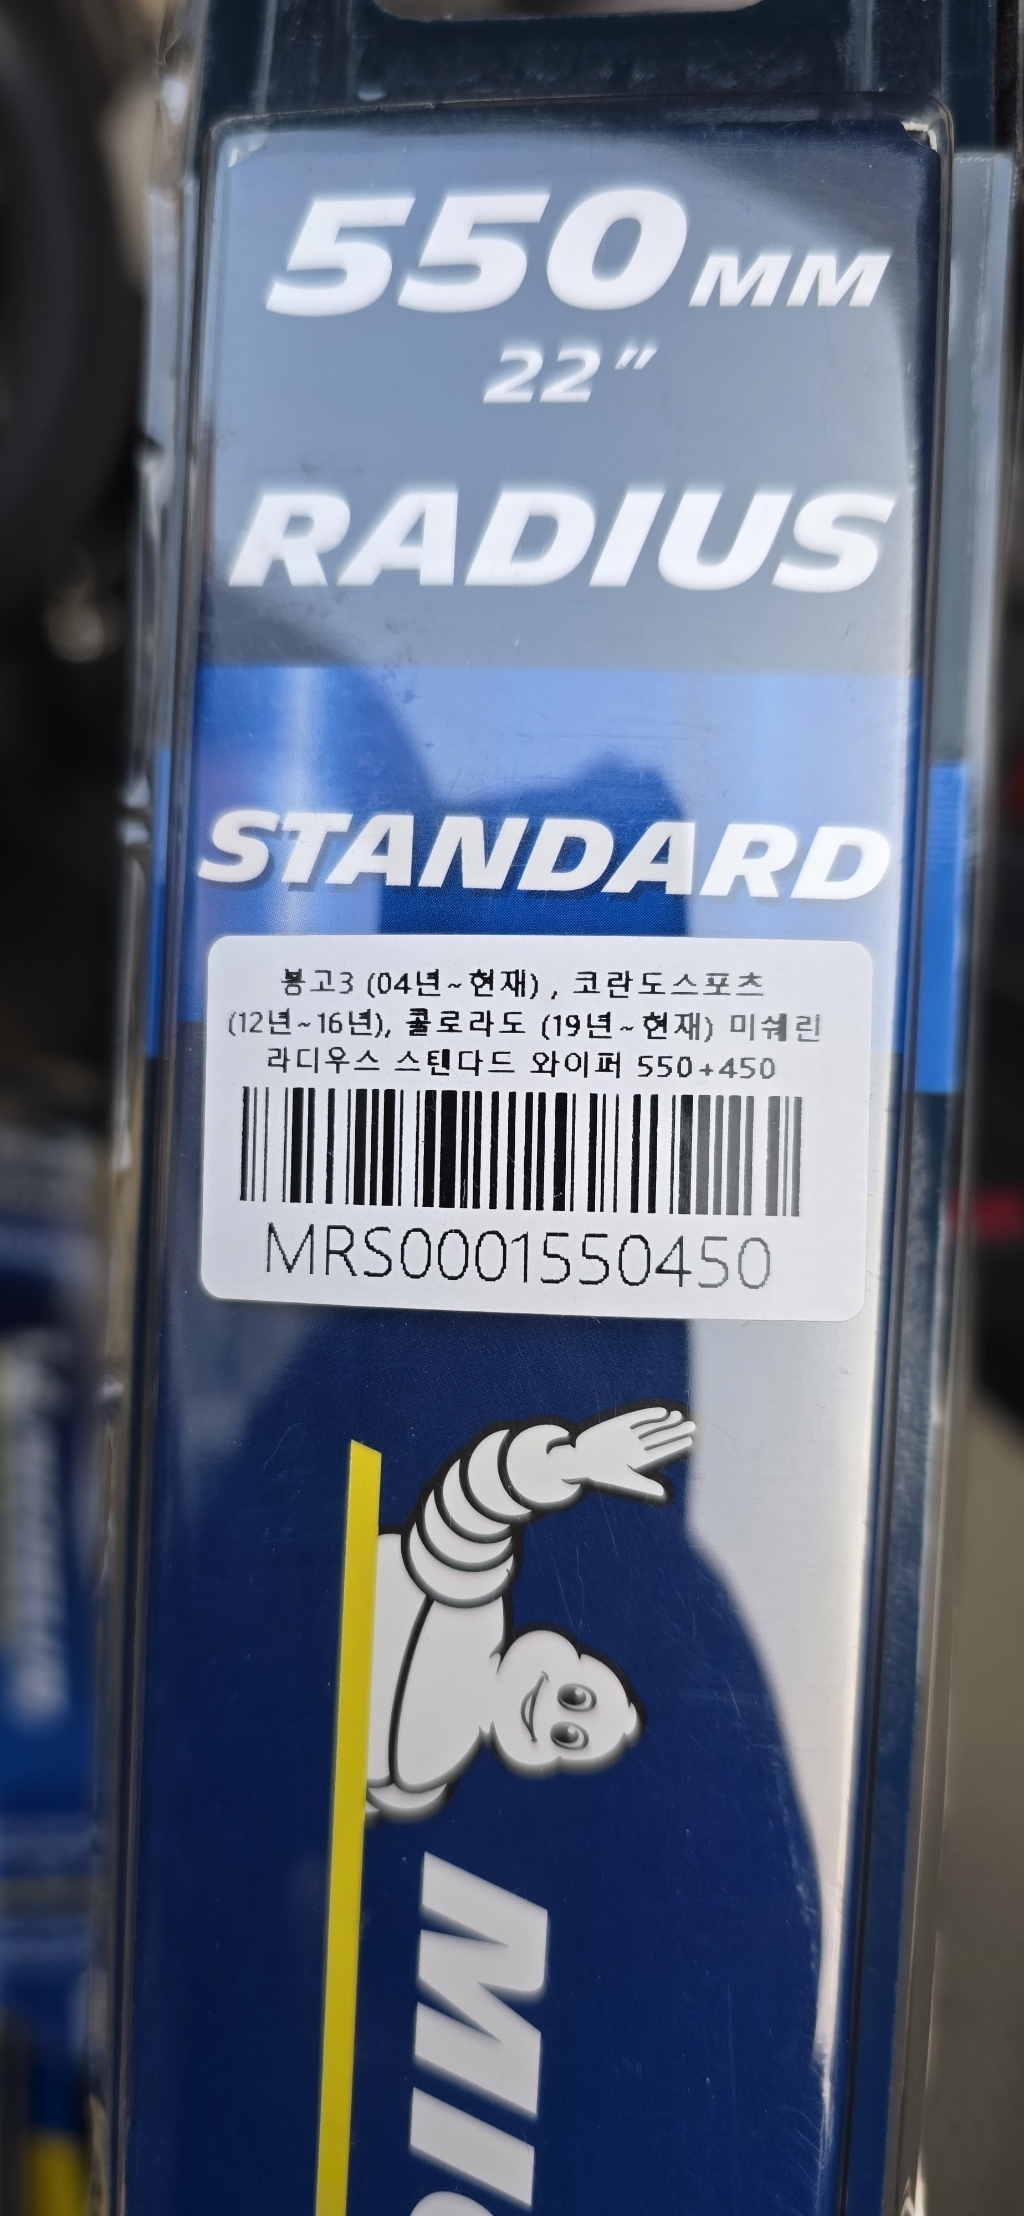 550 MM
22"
RADIUS
STANDARD
봉고3 (04년~현재) , 코란도스포츠
(12년~16년), 콜로라도 (19년~현재) 미쉐린
라디우스 스탠다드 와이퍼 550+450
MRS0001550450